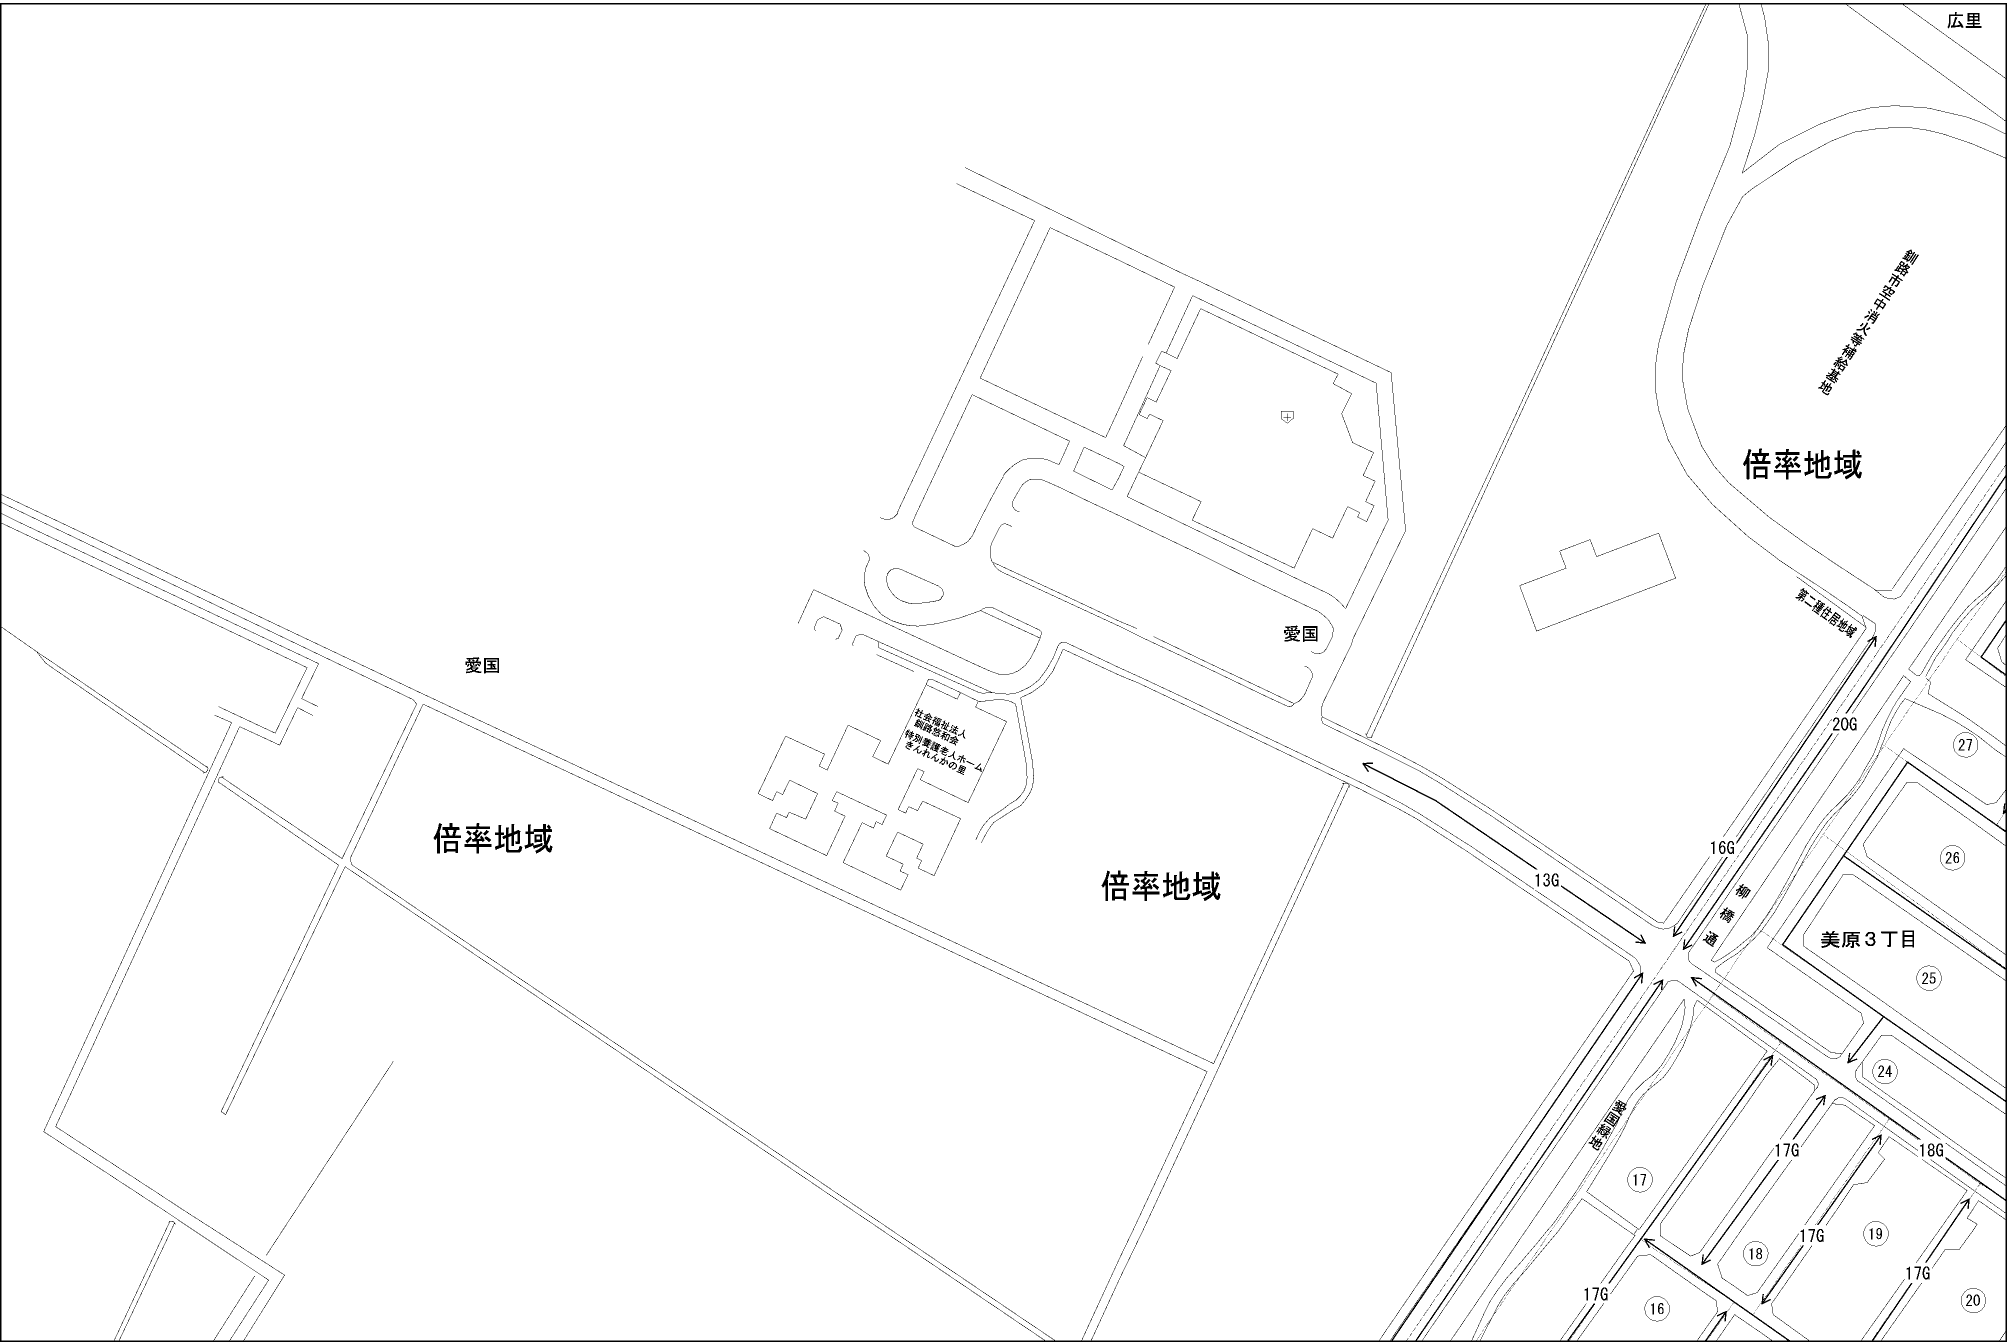 広里
釧路市空中消火等補給基地
倍率地域
第二種住居地域
愛国
愛国
20G
27
社会福祉法人
釧路悠和会
特別養護老人ホーム
きんれんかの里
倍率地域
16G
26
13G
倍率地域
柳橋通
美原3丁目
25
24
愛国緑地
17G
18G
17
17G
19
18
17G
17G
16
20